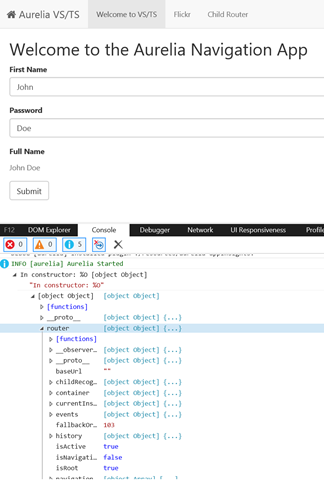 Aurelia VS/TS Welcome to VS/TS Flickr Child Router
Welcome to the Aurelia Navigation App
First Name
John
Password
Doe
Full Name
John Doe
Submit
F12 DOM Explorer Console Debugger Network UI Responsiveness Profile
0 0 5
INFO [aurelia] Aurelia Started
In constructor: %O [object Object]
"In constructor: %O"
[object Object] [object Object]
[functions]
__proto__ [object Object] {...}
router [object Object] {...}
[functions]
__observer... [object Object] {...}
__proto__ [object Object] {...}
baseUrl ""
childRecog... [object Object] {...}
container [object Object] {...}
currentIns... [object Object] {...}
events [object Object] {...}
fallbackOr... 103
history [object Object] {...}
isActive true
isNavigati... false
isRoot true